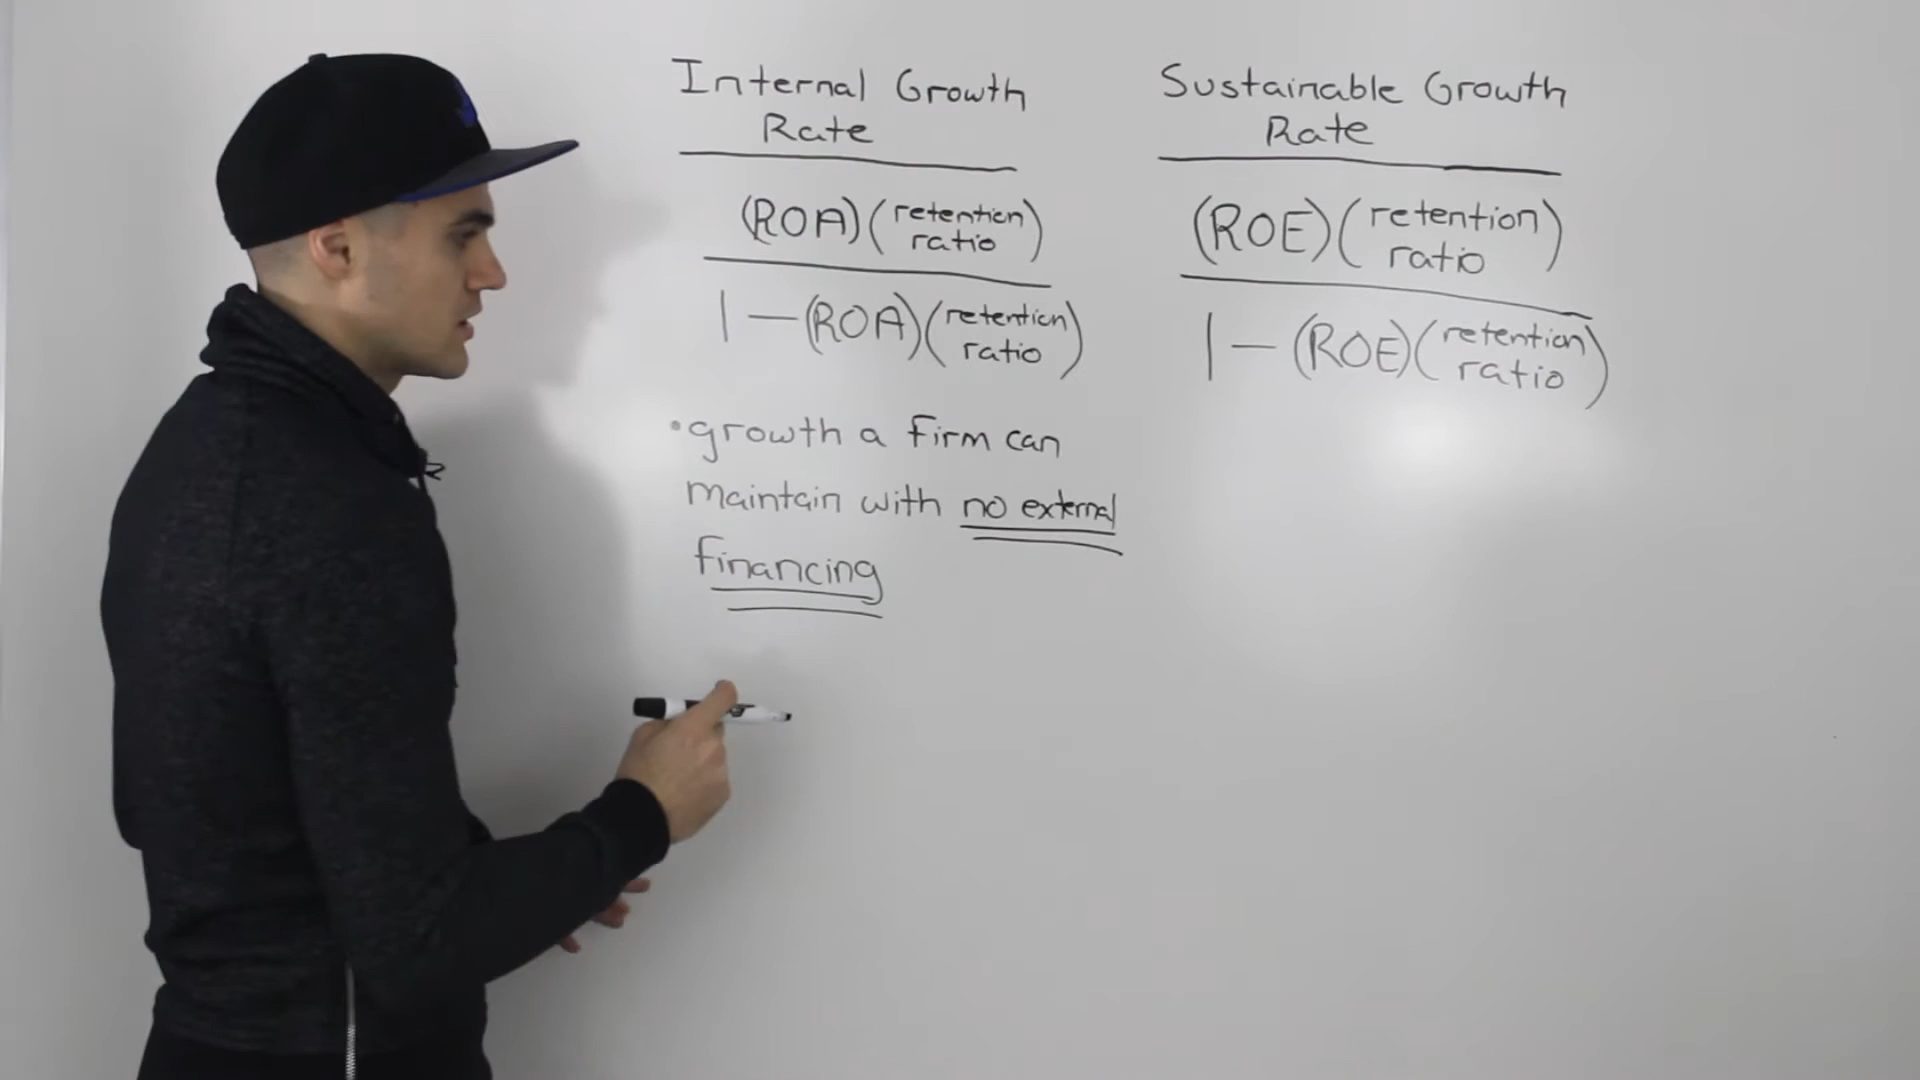 Internal Growth
Rate
(ROA)(retention
ratio)
1 – (ROA)(retention
ratio)
• growth a firm can
maintain with no external
financing
Sustainable Growth
Rate
(ROE)(retention
ratio)
1 – (ROE)(retention
ratio)